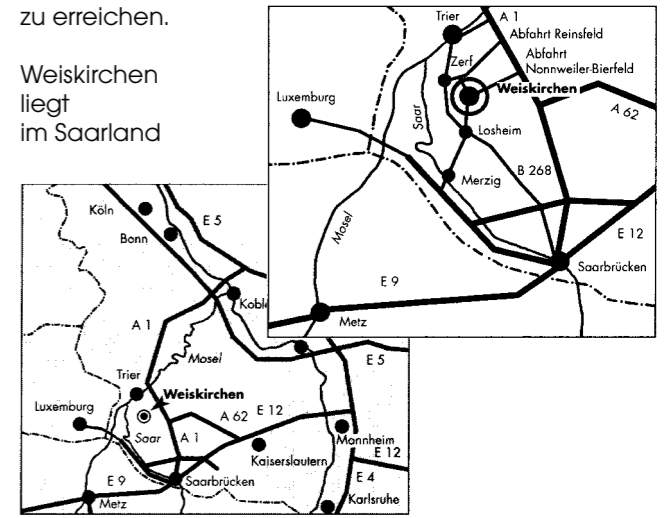 zu erreichen.
Weiskirchen
liegt
im Saarland
Trier
A 1
Abfahrt Reinsfeld
Abfahrt
Nonnweiler-Bierfeld
Zerf
Weiskirchen
Luxemburg
A 62
Saar
Losheim
Merzig
B 268
Mosel
E 12
Saarbrücken
E 9
Metz
Köln
E 5
Bonn
Koble
A 1
Mosel
E 5
Trier
Weiskirchen
Luxemburg
A 62
E 12
Saar
A 1
Mannheim
Kaiserslautern
E 12
E 9
Saarbrücken
E 4
Metz
Karlsruhe